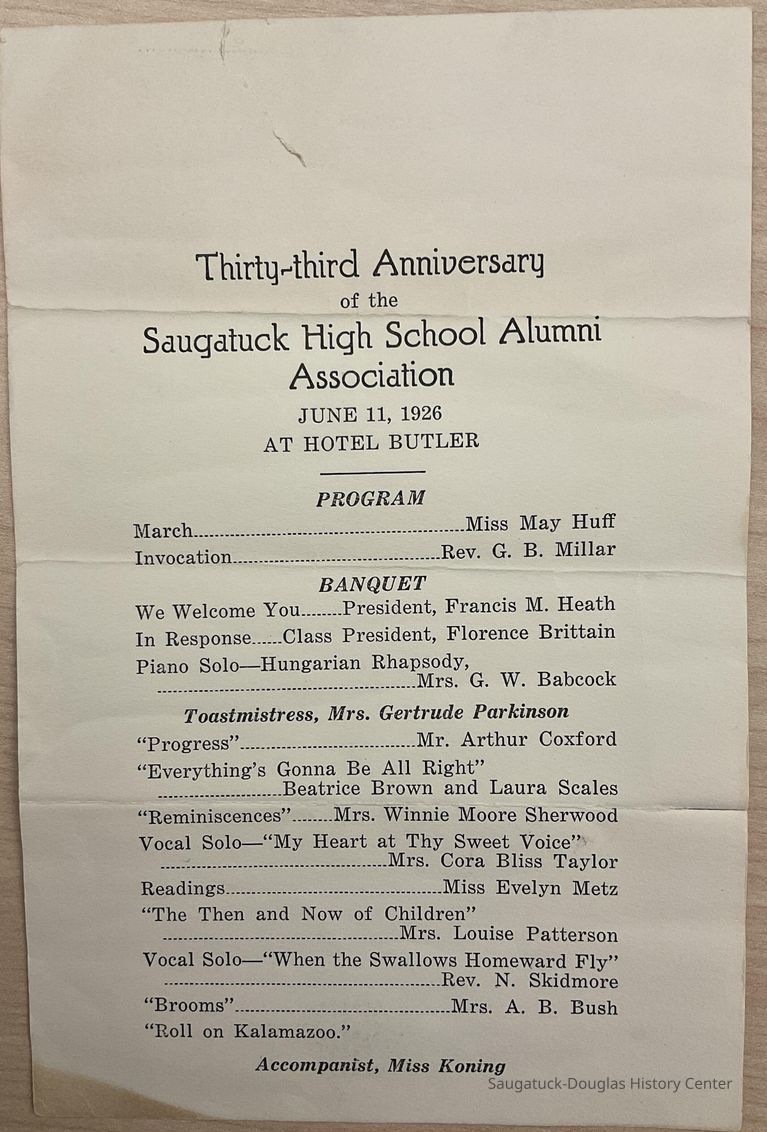 Thirty-third Anniversary
of the
Saugatuck High School Alumni
Association
JUNE 11, 1926
AT HOTEL BUTLER
PROGRAM
March........Miss May Huff
Invocation........Rev. G. B. Millar
BANQUET
We Welcome You........President, Francis M. Heath
In Response......Class President, Florence Brittain
Piano Solo—Hungarian Rhapsody,
........Mrs. G. W. Babcock
Toastmistress, Mrs. Gertrude Parkinson
“Progress”........Mr. Arthur Coxford
“Everything’s Gonna Be All Right”
........Beatrice Brown and Laura Scales
“Reminiscences”........Mrs. Winnie Moore Sherwood
Vocal Solo—“My Heart at Thy Sweet Voice”
........Mrs. Cora Bliss Taylor
Readings........Miss Evelyn Metz
“The Then and Now of Children”
........Mrs. Louise Patterson
Vocal Solo—“When the Swallows Homeward Fly”
........Rev. N. Skidmore
“Brooms”........Mrs. A. B. Bush
“Roll on Kalamazoo.”
Accompanist, Miss Koning
Saugatuck-Douglas History Center